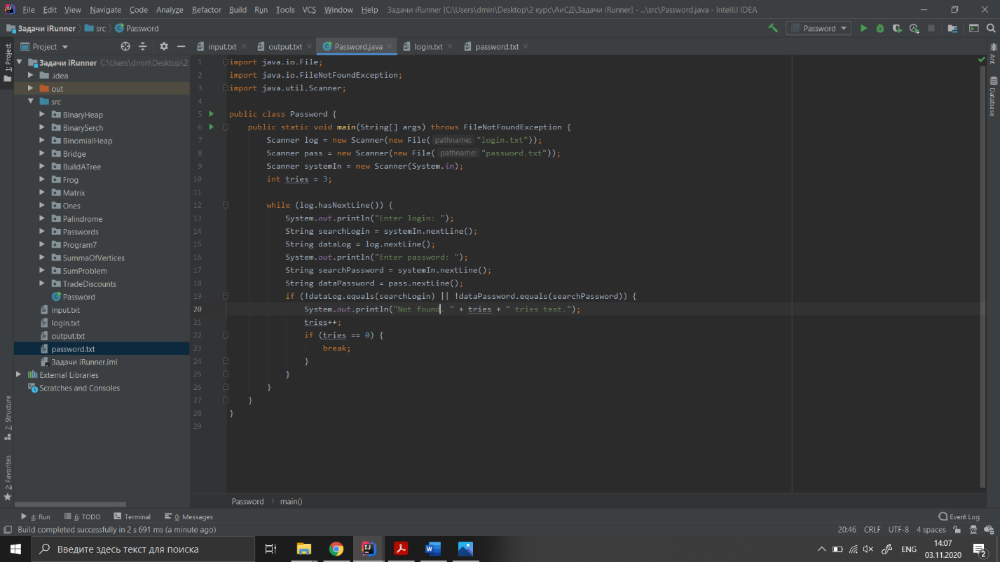 File Edit View Navigate Code Analyze Refactor Build Run Tools VCS Window Help Задачи iRunner [C:\Users\dmin\Desktop\2 курс\АиСД\Задачи iRunner] - ...\src\Password.java - IntelliJ IDEA
Задачи iRunner src Password
Password
Project
input.txt output.txt Password.java login.txt password.txt
1: Project
Задачи iRunner C:\Users\dmin\Desktop\2
.idea
out
src
BinaryHeap
BinarySerch
BinomialHeap
Bridge
BuildATree
Frog
Matrix
Ones
Palindrome
Passwords
Program7
SummaOfVertices
SumProblem
TradeDiscounts
Password
input.txt
login.txt
output.txt
password.txt
Задачи iRunner.iml
External Libraries
Scratches and Consoles
7: Structure
2: Favorites
1 import java.io.File;
2 import java.io.FileNotFoundException;
3 import java.util.Scanner;
4
5 public class Password {
6 public static void main(String[] args) throws FileNotFoundException {
7 Scanner log = new Scanner(new File( pathname: "login.txt"));
8 Scanner pass = new Scanner(new File( pathname: "password.txt"));
9 Scanner systemIn = new Scanner(System.in);
10 int tries = 3;
11
12 while (log.hasNextLine()) {
13 System.out.println("Enter login: ");
14 String searchLogin = systemIn.nextLine();
15 String dataLog = log.nextLine();
16 System.out.println("Enter password: ");
17 String searchPassword = systemIn.nextLine();
18 String dataPassword = pass.nextLine();
19 if (!dataLog.equals(searchLogin) || !dataPassword.equals(searchPassword)) {
20 System.out.println("Not found. " + tries + " tries test.");
21 tries++;
22 if (tries == 0) {
23 break;
24 }
25 }
26 }
27 }
28 }
29
Ant
Database
Password main()
4: Run 6: TODO Terminal 0: Messages Event Log
Build completed successfully in 2 s 691 ms (a minute ago) 20:46 CRLF UTF-8 4 spaces
Введите здесь текст для поиска
ENG
14:07
03.11.2020
2